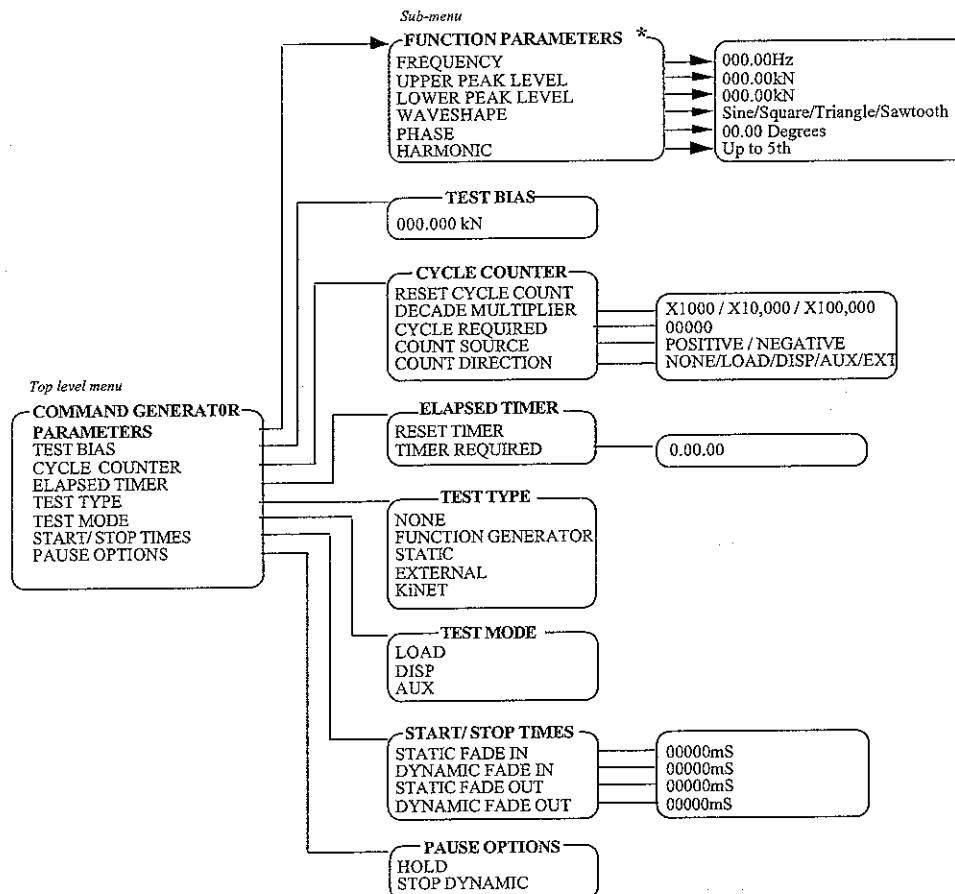 Sub-menu
FUNCTION PARAMETERS *
FREQUENCY
UPPER PEAK LEVEL
LOWER PEAK LEVEL
WAVESHAPE
PHASE
HARMONIC
000.00Hz
000.00kN
000.00kN
Sine/Square/Triangle/Sawtooth
00.00 Degrees
Up to 5th
TEST BIAS
000.000 kN
CYCLE COUNTER
RESET CYCLE COUNT
DECADE MULTIPLIER
CYCLE REQUIRED
COUNT SOURCE
COUNT DIRECTION
X1000 / X10,000 / X100,000
00000
POSITIVE / NEGATIVE
NONE/LOAD/DISP/AUX/EXT
Top level menu
COMMAND GENERAT0R
PARAMETERS
TEST BIAS
CYCLE COUNTER
ELAPSED TIMER
TEST TYPE
TEST MODE
START/ STOP TIMES
PAUSE OPTIONS
ELAPSED TIMER
RESET TIMER
TIMER REQUIRED
0.00.00
TEST TYPE
NONE
FUNCTION GENERATOR
STATIC
EXTERNAL
KiNET
TEST MODE
LOAD
DISP
AUX
START/ STOP TIMES
STATIC FADE IN
DYNAMIC FADE IN
STATIC FADE OUT
DYNAMIC FADE OUT
00000mS
00000mS
00000mS
00000mS
PAUSE OPTIONS
HOLD
STOP DYNAMIC